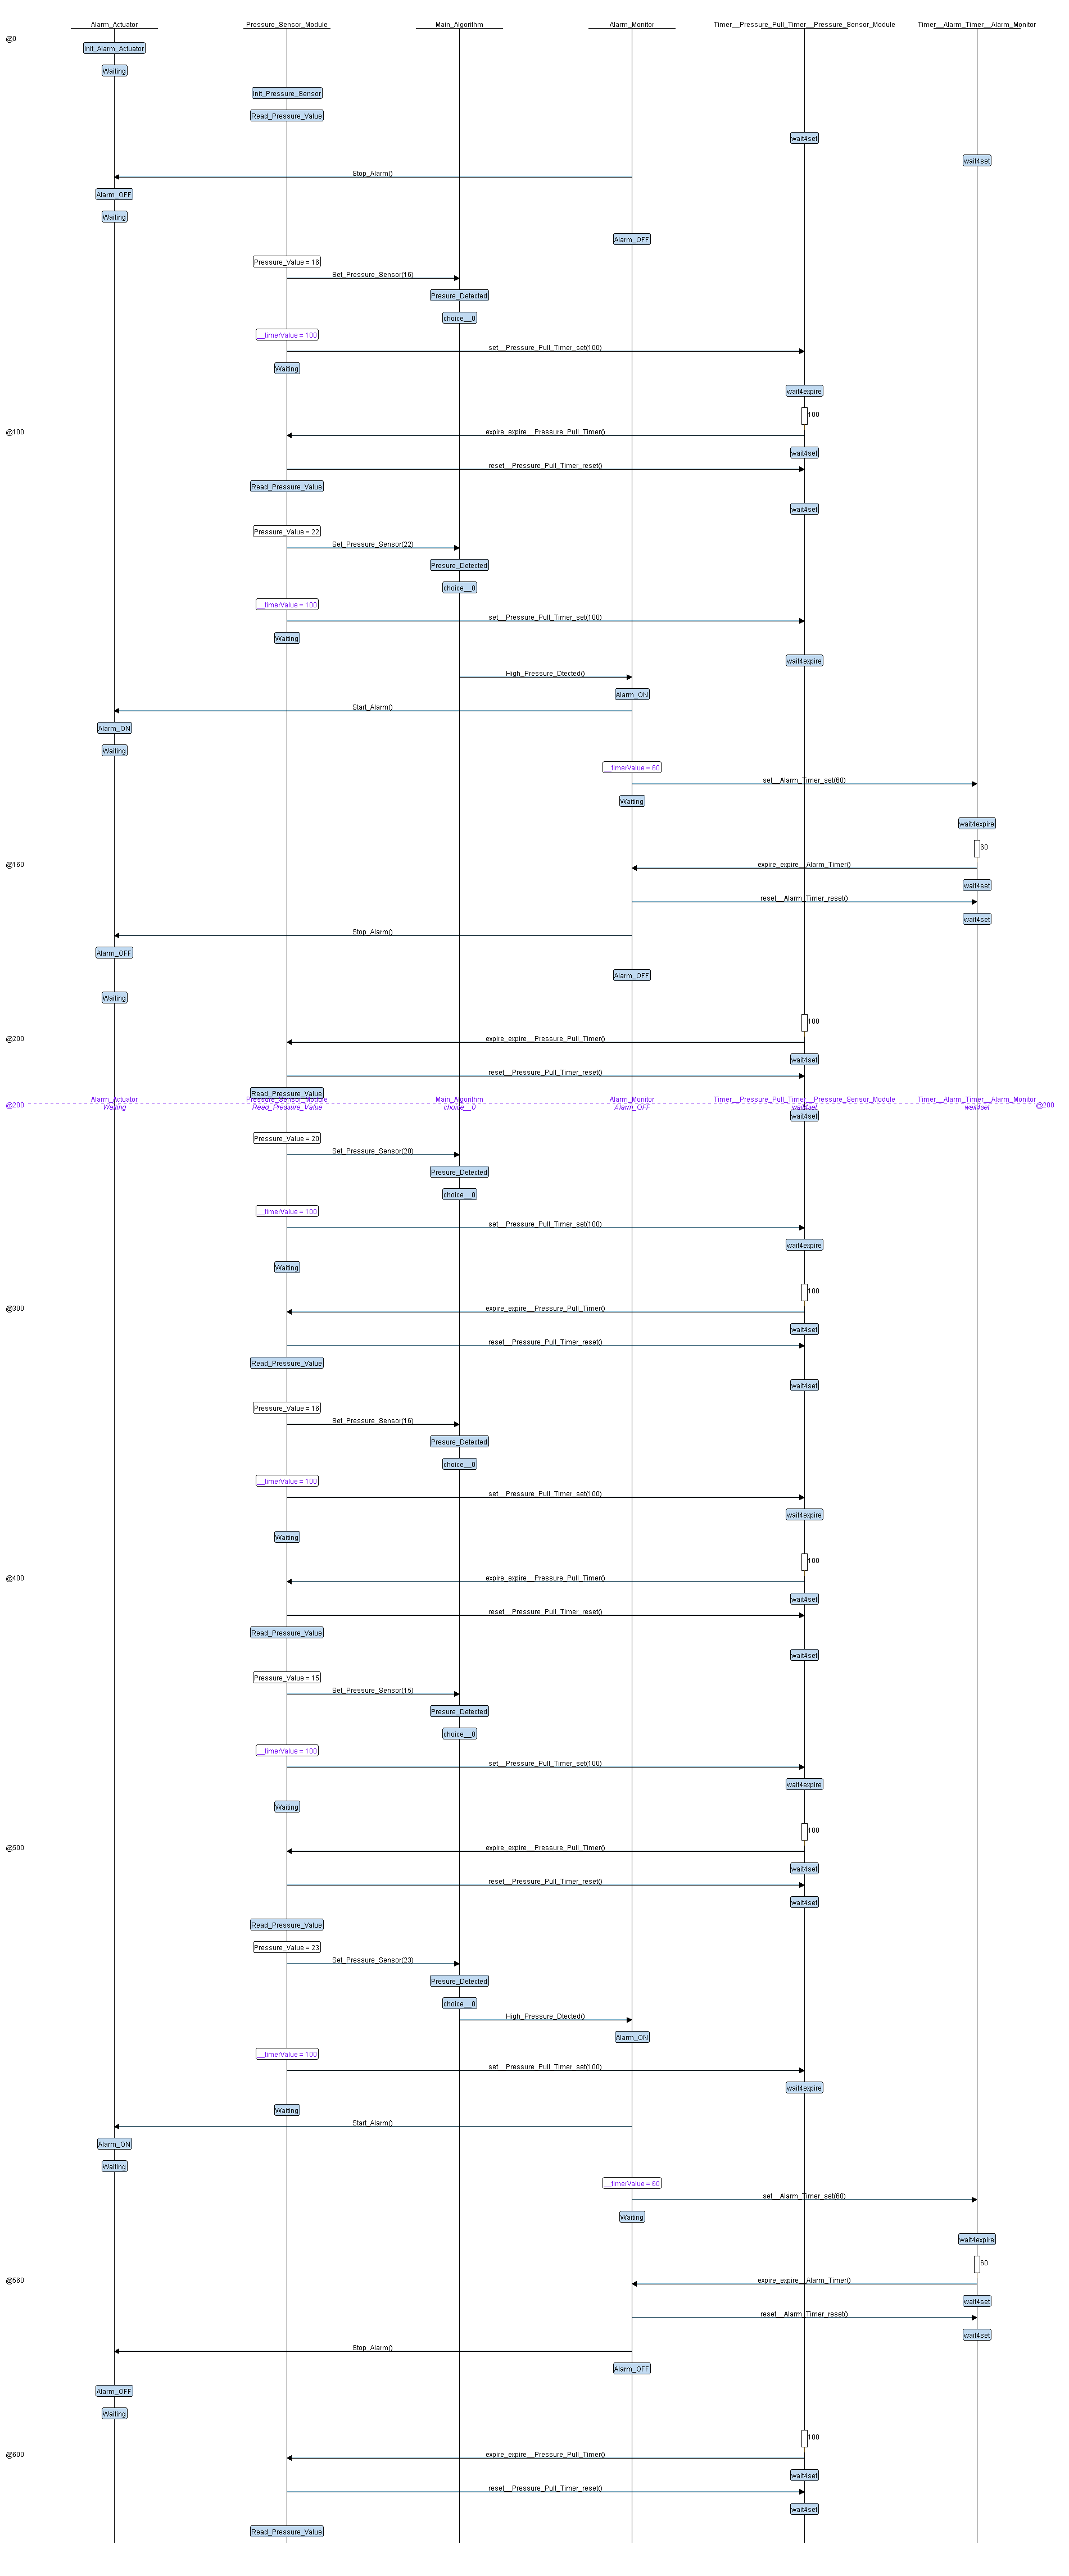 Alarm_Actuator Pressure_Sensor_Module Main_Algorithm Alarm_Monitor Timer__Pressure_Pull_Timer__Pressure_Sensor_Module Timer__Alarm_Timer__Alarm_Monitor
@0
Init_Alarm_Actuator
Waiting
Init_Pressure_Sensor
Read_Pressure_Value
wait4set
wait4set
Stop_Alarm()
Alarm_OFF
Waiting
Alarm_OFF
Pressure_Value = 16
Set_Pressure_Sensor(16)
Presure_Detected
choice__0
__timerValue = 100
set__Pressure_Pull_Timer_set(100)
Waiting
wait4expire
100
@100 expire_expire__Pressure_Pull_Timer()
wait4set
reset__Pressure_Pull_Timer_reset()
Read_Pressure_Value
wait4set
Pressure_Value = 22
Set_Pressure_Sensor(22)
Presure_Detected
choice__0
__timerValue = 100
set__Pressure_Pull_Timer_set(100)
Waiting
wait4expire
High_Pressure_Dtected()
Alarm_ON
Start_Alarm()
Alarm_ON
Waiting
__timerValue = 60
set__Alarm_Timer_set(60)
Waiting
wait4expire
60
@160 expire_expire__Alarm_Timer()
wait4set
reset__Alarm_Timer_reset()
wait4set
Stop_Alarm()
Alarm_OFF
Alarm_OFF
Waiting
100
@200 expire_expire__Pressure_Pull_Timer()
wait4set
reset__Pressure_Pull_Timer_reset()
Read_Pressure_Value
Alarm_Actuator Pressure_Sensor_Module Main_Algorithm Alarm_Monitor Timer__Pressure_Pull_Timer__Pressure_Sensor_Module Timer__Alarm_Timer__Alarm_Monitor
@200 Waiting Read_Pressure_Value choice__0 Alarm_OFF wait4set wait4set @200
wait4set
Pressure_Value = 20
Set_Pressure_Sensor(20)
Presure_Detected
choice__0
__timerValue = 100
set__Pressure_Pull_Timer_set(100)
wait4expire
Waiting
100
@300 expire_expire__Pressure_Pull_Timer()
wait4set
reset__Pressure_Pull_Timer_reset()
Read_Pressure_Value
wait4set
Pressure_Value = 16
Set_Pressure_Sensor(16)
Presure_Detected
choice__0
__timerValue = 100
set__Pressure_Pull_Timer_set(100)
wait4expire
Waiting
100
@400 expire_expire__Pressure_Pull_Timer()
wait4set
reset__Pressure_Pull_Timer_reset()
Read_Pressure_Value
wait4set
Pressure_Value = 15
Set_Pressure_Sensor(15)
Presure_Detected
choice__0
__timerValue = 100
set__Pressure_Pull_Timer_set(100)
wait4expire
Waiting
100
@500 expire_expire__Pressure_Pull_Timer()
wait4set
reset__Pressure_Pull_Timer_reset()
wait4set
Read_Pressure_Value
Pressure_Value = 23
Set_Pressure_Sensor(23)
Presure_Detected
choice__0
High_Pressure_Dtected()
Alarm_ON
__timerValue = 100
set__Pressure_Pull_Timer_set(100)
wait4expire
Waiting
Start_Alarm()
Alarm_ON
Waiting
__timerValue = 60
set__Alarm_Timer_set(60)
Waiting
wait4expire
60
@560 expire_expire__Alarm_Timer()
wait4set
reset__Alarm_Timer_reset()
wait4set
Stop_Alarm()
Alarm_OFF
Alarm_OFF
Waiting
100
@600 expire_expire__Pressure_Pull_Timer()
wait4set
reset__Pressure_Pull_Timer_reset()
wait4set
Read_Pressure_Value